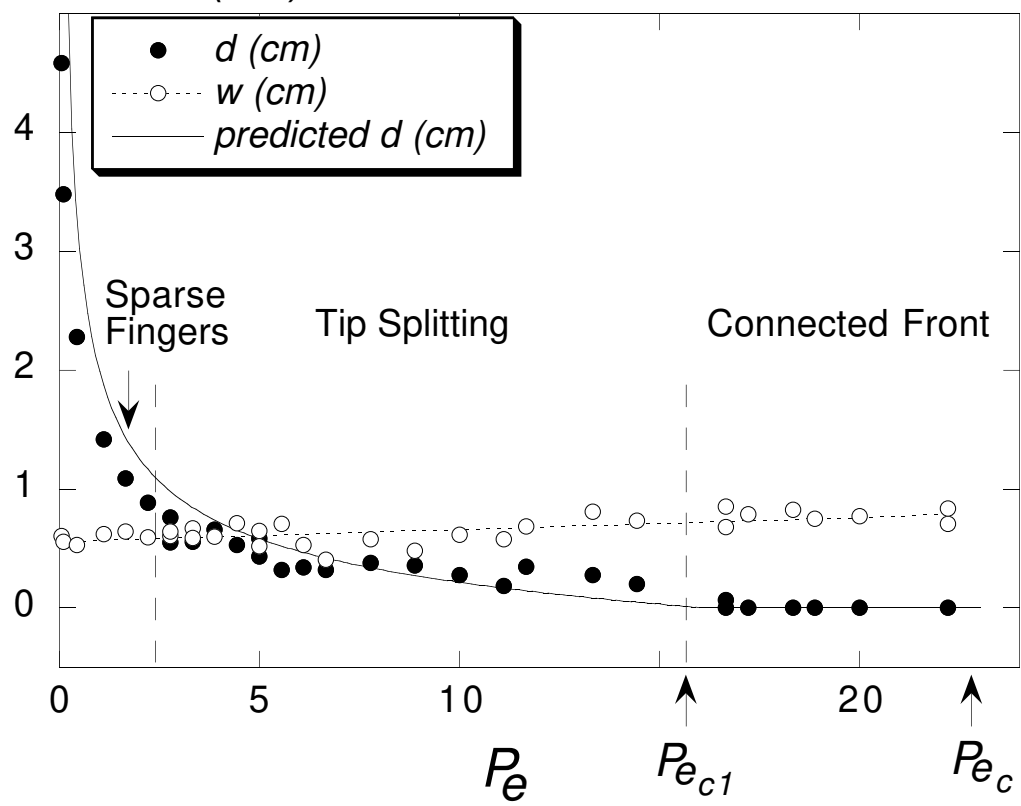 d (cm)
w (cm)
predicted d (cm)
4
3
2
1
0
Sparse
Fingers
Tip Splitting
Connected Front
0
5
10
20
Pe
Pec1
Pec